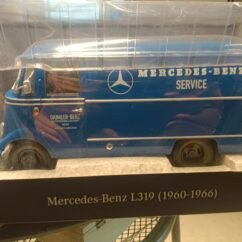 MERCEDES-BENZ
SERVICE
DAIMLER-BENZ
Mercedes-Benz L319 (1960-1966)